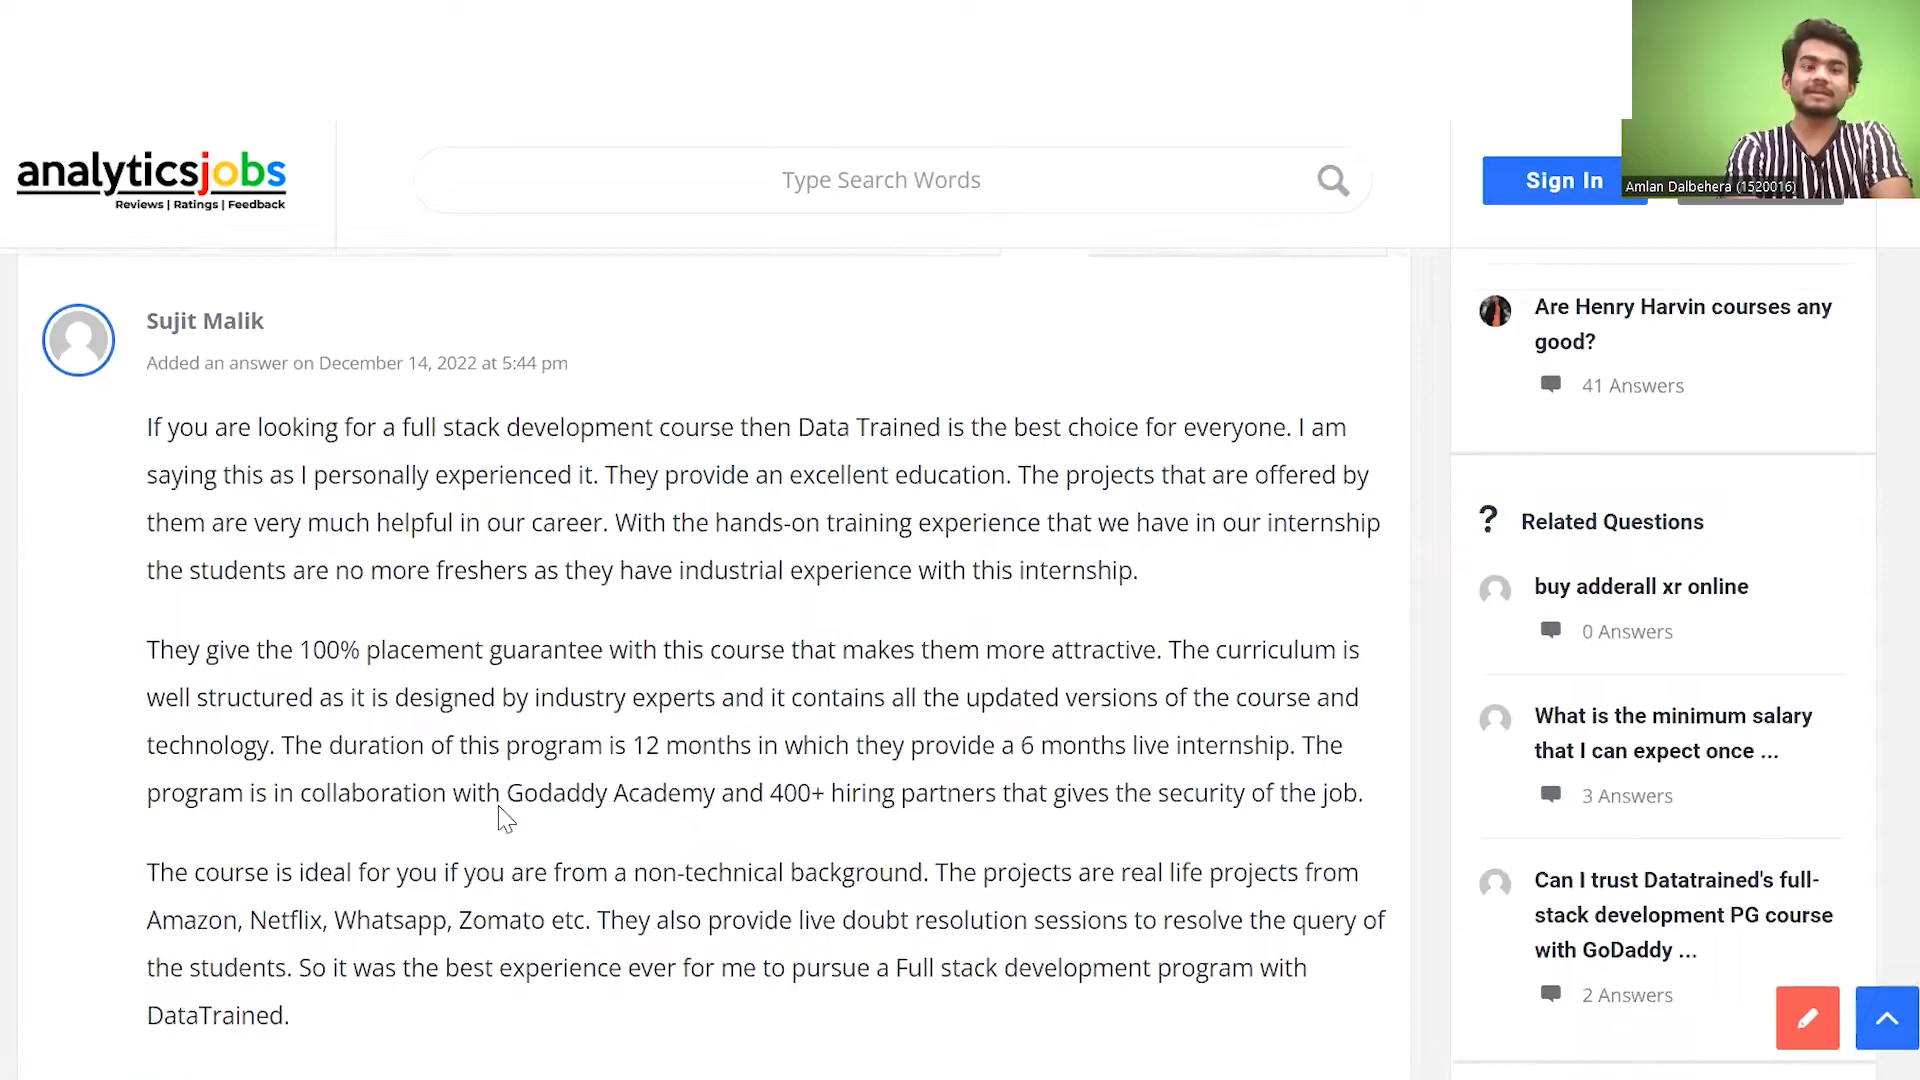 analyticsjobs
Reviews | Ratings | Feedback
Type Search Words
Sign In
Amlan Dalbehera (1520016)
Sujit Malik
Added an answer on December 14, 2022 at 5:44 pm
If you are looking for a full stack development course then Data Trained is the best choice for everyone. I am
saying this as I personally experienced it. They provide an excellent education. The projects that are offered by
them are very much helpful in our career. With the hands-on training experience that we have in our internship
the students are no more freshers as they have industrial experience with this internship.
They give the 100% placement guarantee with this course that makes them more attractive. The curriculum is
well structured as it is designed by industry experts and it contains all the updated versions of the course and
technology. The duration of this program is 12 months in which they provide a 6 months live internship. The
program is in collaboration with Godaddy Academy and 400+ hiring partners that gives the security of the job.
The course is ideal for you if you are from a non-technical background. The projects are real life projects from
Amazon, Netflix, Whatsapp, Zomato etc. They also provide live doubt resolution sessions to resolve the query of
the students. So it was the best experience ever for me to pursue a Full stack development program with
DataTrained.
Are Henry Harvin courses any
good?
41 Answers
? Related Questions
buy adderall xr online
0 Answers
What is the minimum salary
that I can expect once ...
3 Answers
Can I trust Datatrained's full-
stack development PG course
with GoDaddy ...
2 Answers